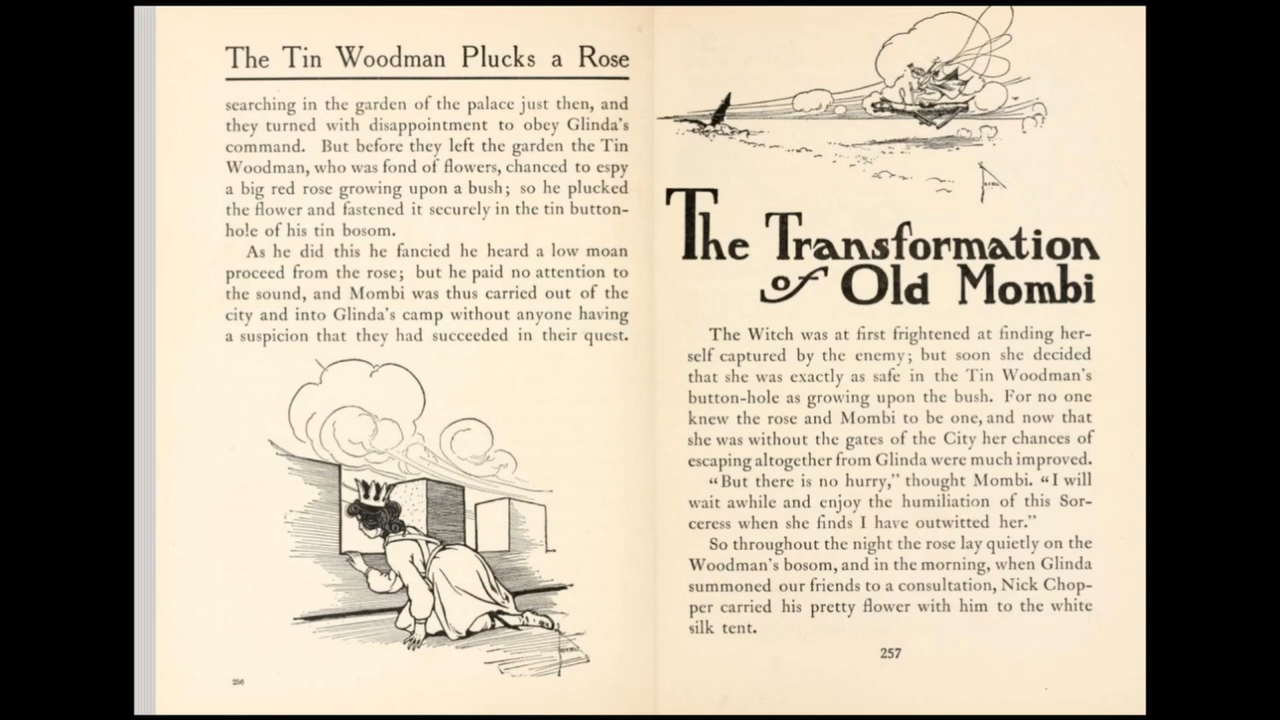 The Tin Woodman Plucks a Rose
searching in the garden of the palace just then, and
they turned with disappointment to obey Glinda's
command. But before they left the garden the Tin
Woodman, who was fond of flowers, chanced to espy
a big red rose growing upon a bush; so he plucked
the flower and fastened it securely in the tin button-
hole of his tin bosom.
As he did this he fancied he heard a low moan
proceed from the rose; but he paid no attention to
the sound, and Mombi was thus carried out of the
city and into Glinda's camp without anyone having
a suspicion that they had succeeded in their quest.
256
The Transformation
of Old Mombi
The Witch was at first frightened at finding her-
self captured by the enemy; but soon she decided
that she was exactly as safe in the Tin Woodman's
button-hole as growing upon the bush. For no one
knew the rose and Mombi to be one, and now that
she was without the gates of the City her chances of
escaping altogether from Glinda were much improved.
"But there is no hurry," thought Mombi. "I will
wait awhile and enjoy the humiliation of this Sor-
ceress when she finds I have outwitted her."
So throughout the night the rose lay quietly on the
Woodman's bosom, and in the morning, when Glinda
summoned our friends to a consultation, Nick Chop-
per carried his pretty flower with him to the white
silk tent.
257